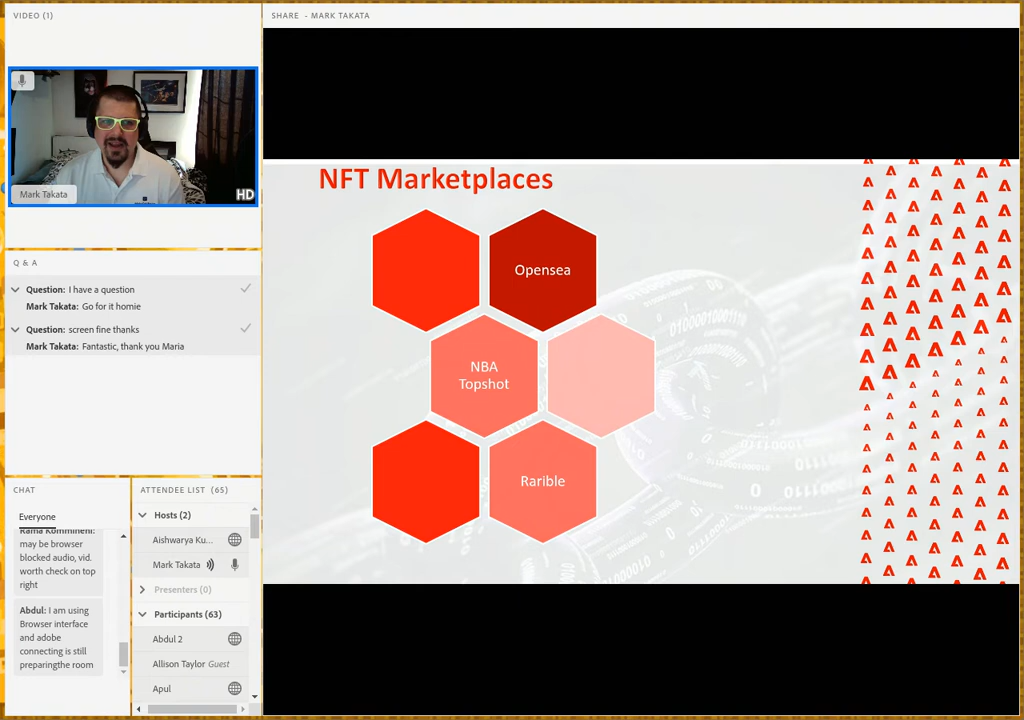 VIDEO (1)
Mark Takata
HD
Q & A
Question: I have a question
Mark Takata: Go for it homie
Question: screen fine thanks
Mark Takata: Fantastic, thank you Maria
CHAT
Everyone
Rama Kommineni:
may be browser
blocked audio, vid.
worth check on top
right
Abdul: I am using
Browser interface
and adobe
connecting is still
preparingthe room
ATTENDEE LIST (65)
Hosts (2)
Aishwarya Ku...
Mark Takata
Presenters (0)
Participants (63)
Abdul 2
Allison Taylor Guest
Apul
SHARE - MARK TAKATA
NFT Marketplaces
Opensea
NBA
Topshot
Rarible